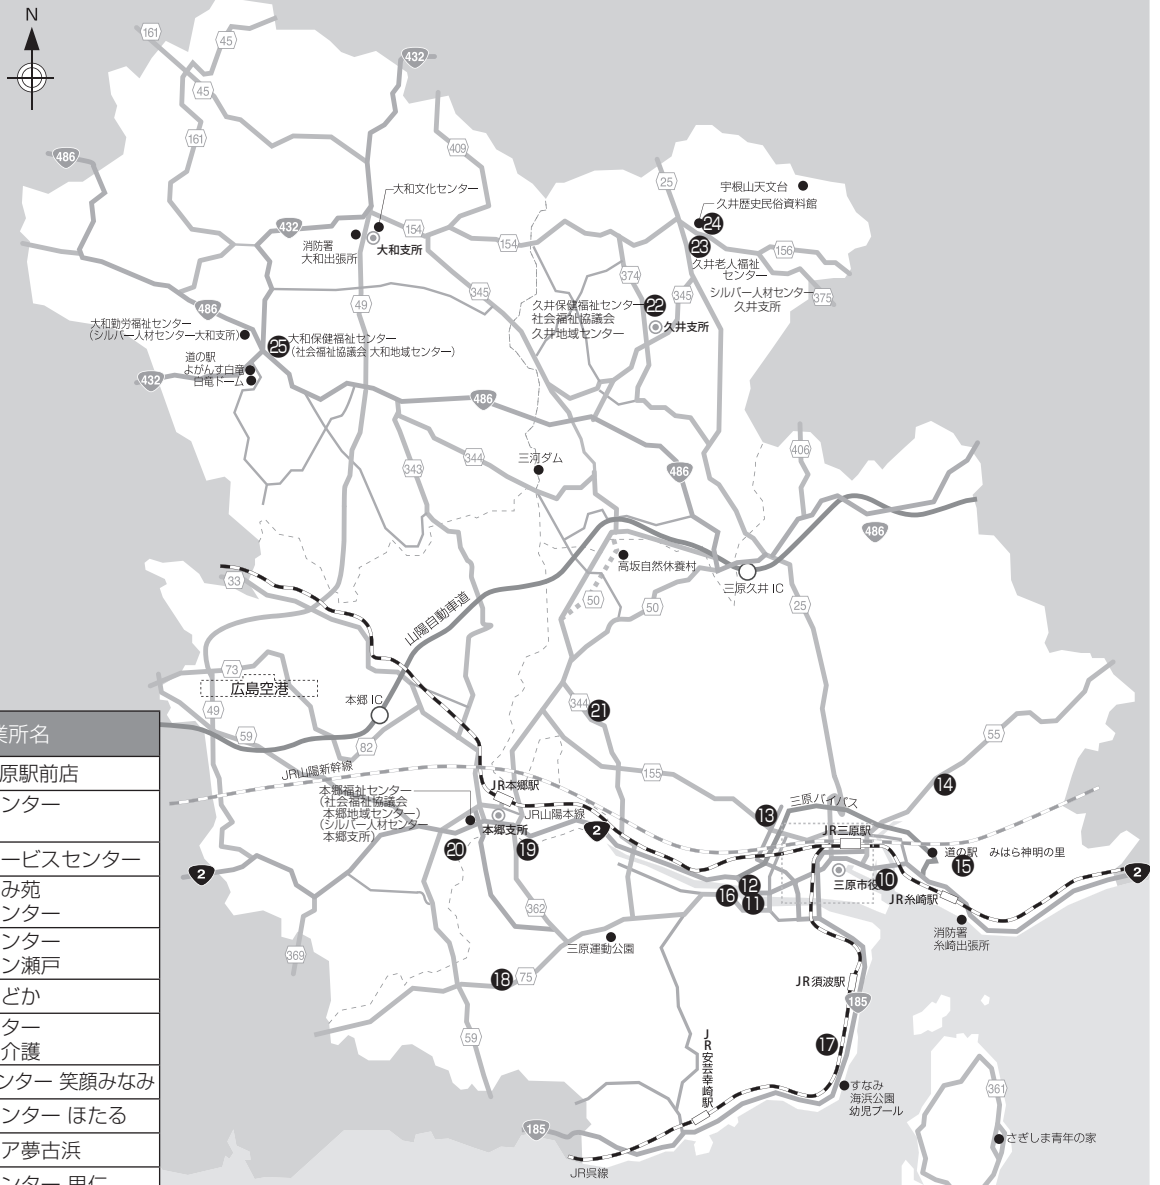 N
161
45
432
45
161
409
486
25
宇根山天文台
大和文化センター
久井歴史民俗資料館
24
432
154
消防署
大和出張所
大和支所
154
23
156
久井老人福祉
センター
374
345
345
シルバー人材センター
久井支所
375
49
22
久井保健福祉センター
社会福祉協議会
久井地域センター
久井支所
486
大和勤労福祉センター
(シルバー人材センター大和支所)
25
大和保健福祉センター
(社会福祉協議会 大和地域センター)
道の駅
よがんす白竜
白竜ドーム
432
486
343
344
三河ダム
486
406
486
高坂自然休養村
三原久井 IC
33
50
50
25
山陽自動車道
73
広島空港
本郷 IC
49
344
21
59
82
55
JR山陽新幹線
155
14
本郷福祉センター
(社会福祉協議会
本郷地域センター)
(シルバー人材センター
本郷支所)
JR本郷駅
JR山陽本線
本郷支所
2
13
三原バイパス
JR三原駅
道の駅 みはら神明の里
15
20
19
2
12
16
11
三原市役
10
JR糸崎駅
2
消防署
糸崎出張所
362
三原運動公園
369
18
75
JR須波駅
185
59
17
JR安芸幸崎駅
すなみ
海浜公園
幼児プール
361
185
さぎしま青年の家
JR呉線
業所名
原駅前店
ンター
ービスセンター
み苑
ンター
ンター
ン瀬戸
どか
ター
介護
ンター 笑顔みなみ
ンター ほたる
ア夢古浜